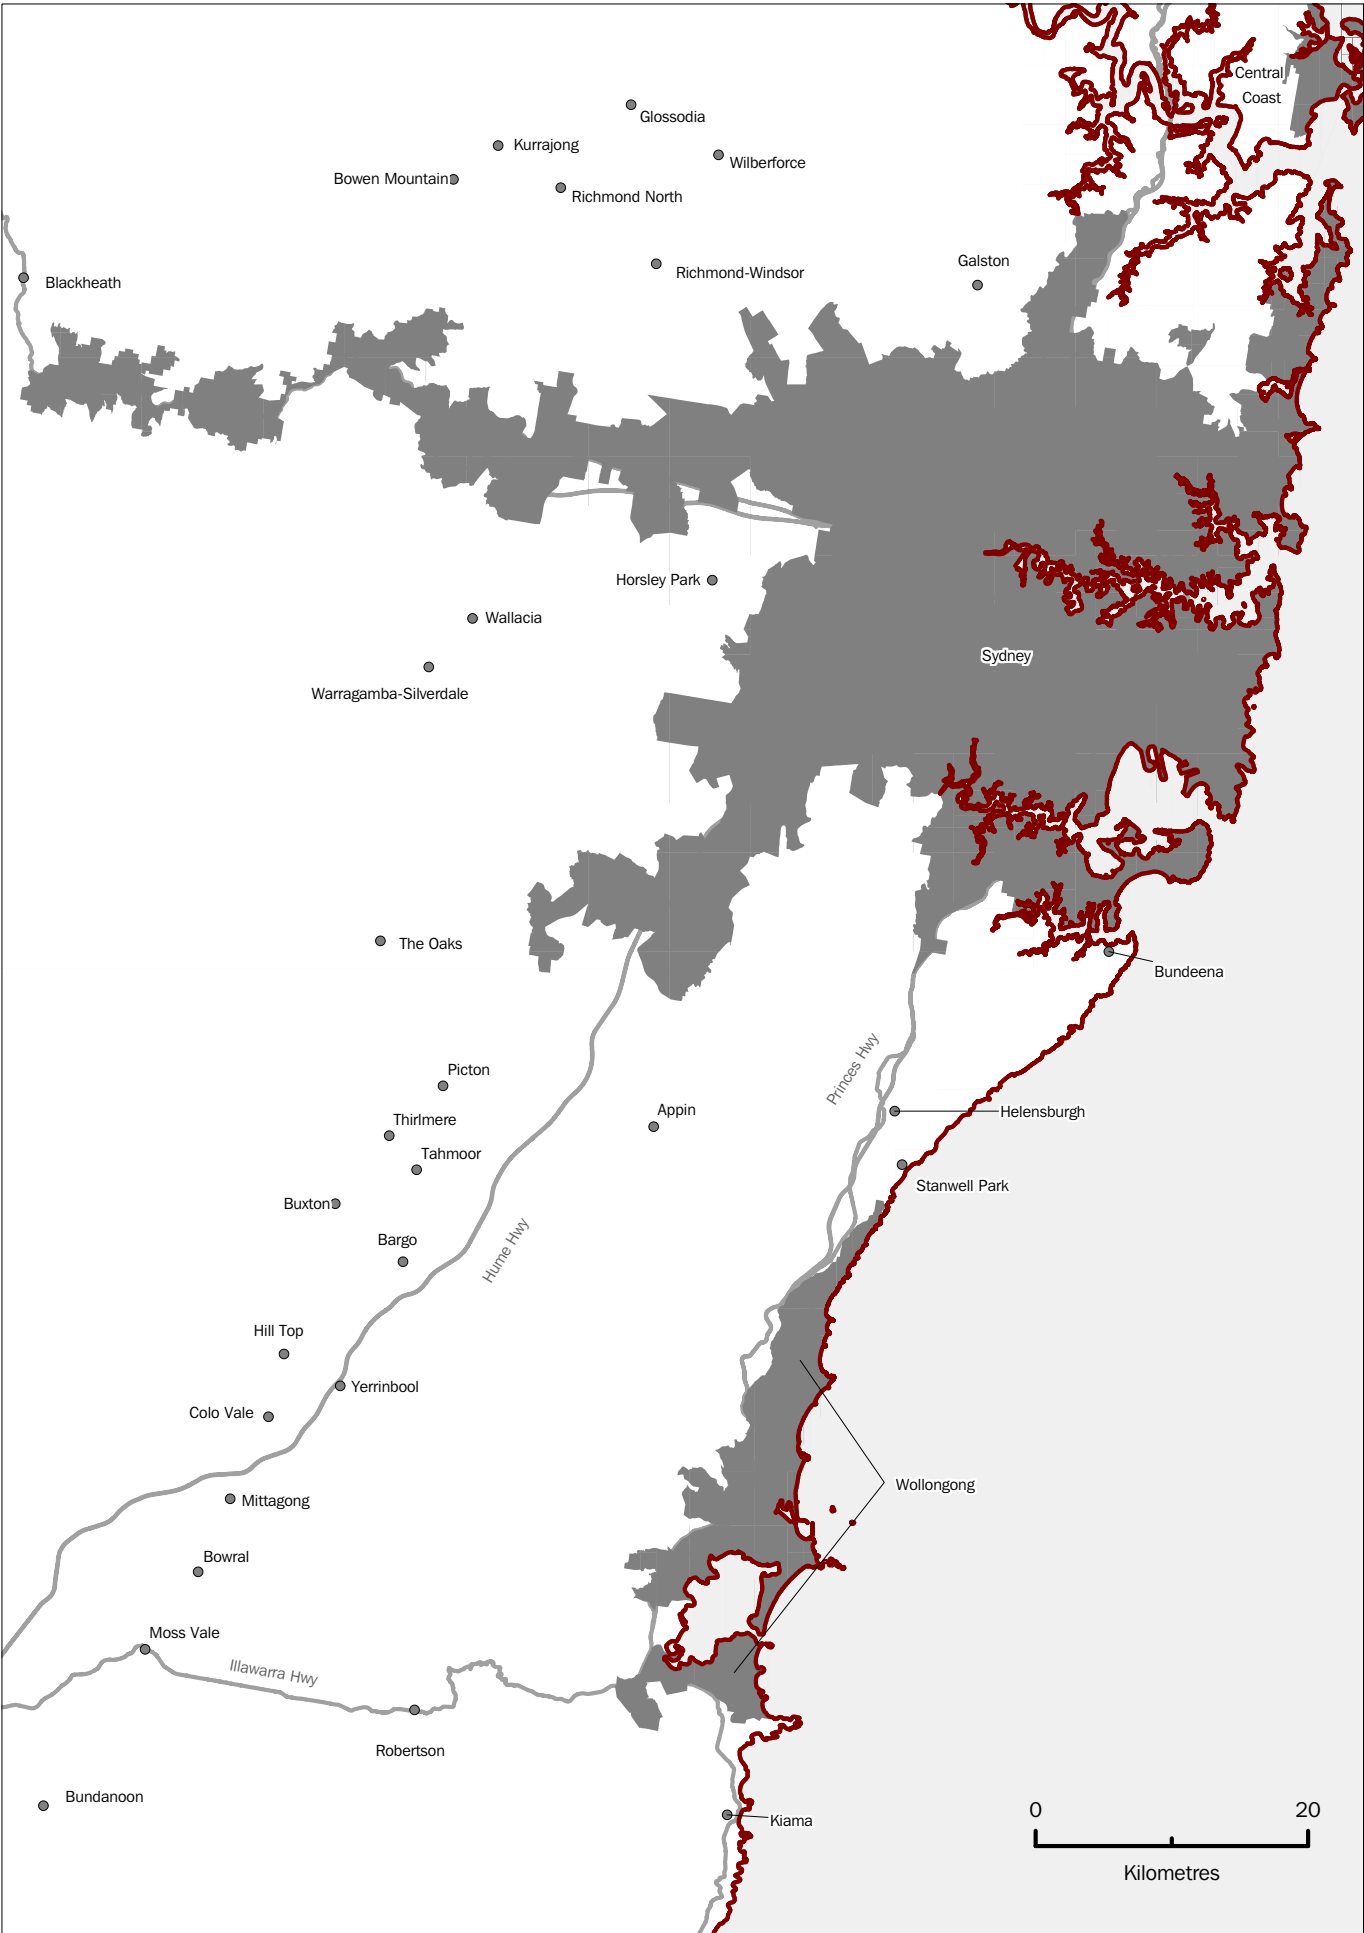 Central
Coast
Glossodia
Kurrajong
Wilberforce
Bowen Mountain
Richmond North
Galston
Richmond-Windsor
Blackheath
Horsley Park
Wallacia
Sydney
Warragamba-Silverdale
The Oaks
Bundeena
Princes Hwy
Picton
Appin
Helensburgh
Thirlmere
Tahmoor
Stanwell Park
Buxton
Bargo
Hume Hwy
Hill Top
Yerrinbool
Colo Vale
Wollongong
Mittagong
Bowral
Moss Vale
Illawarra Hwy
Robertson
Bundanoon
Kiama
0 20
Kilometres